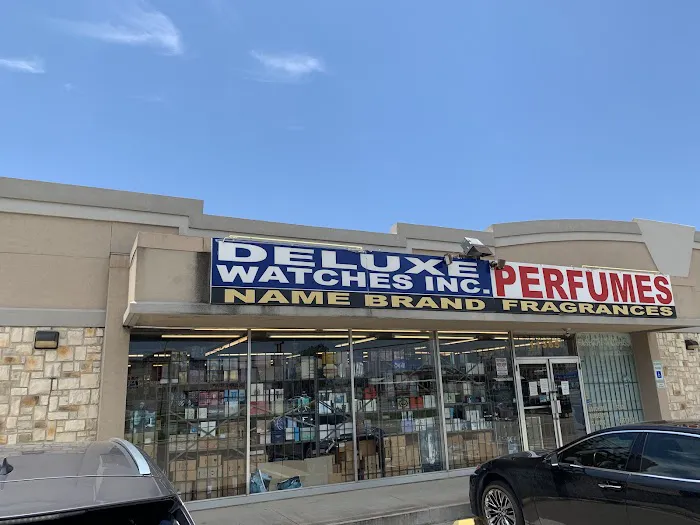 DELUXE
WATCHES INC.
PERFUMES
NAME BRAND FRAGRANCES